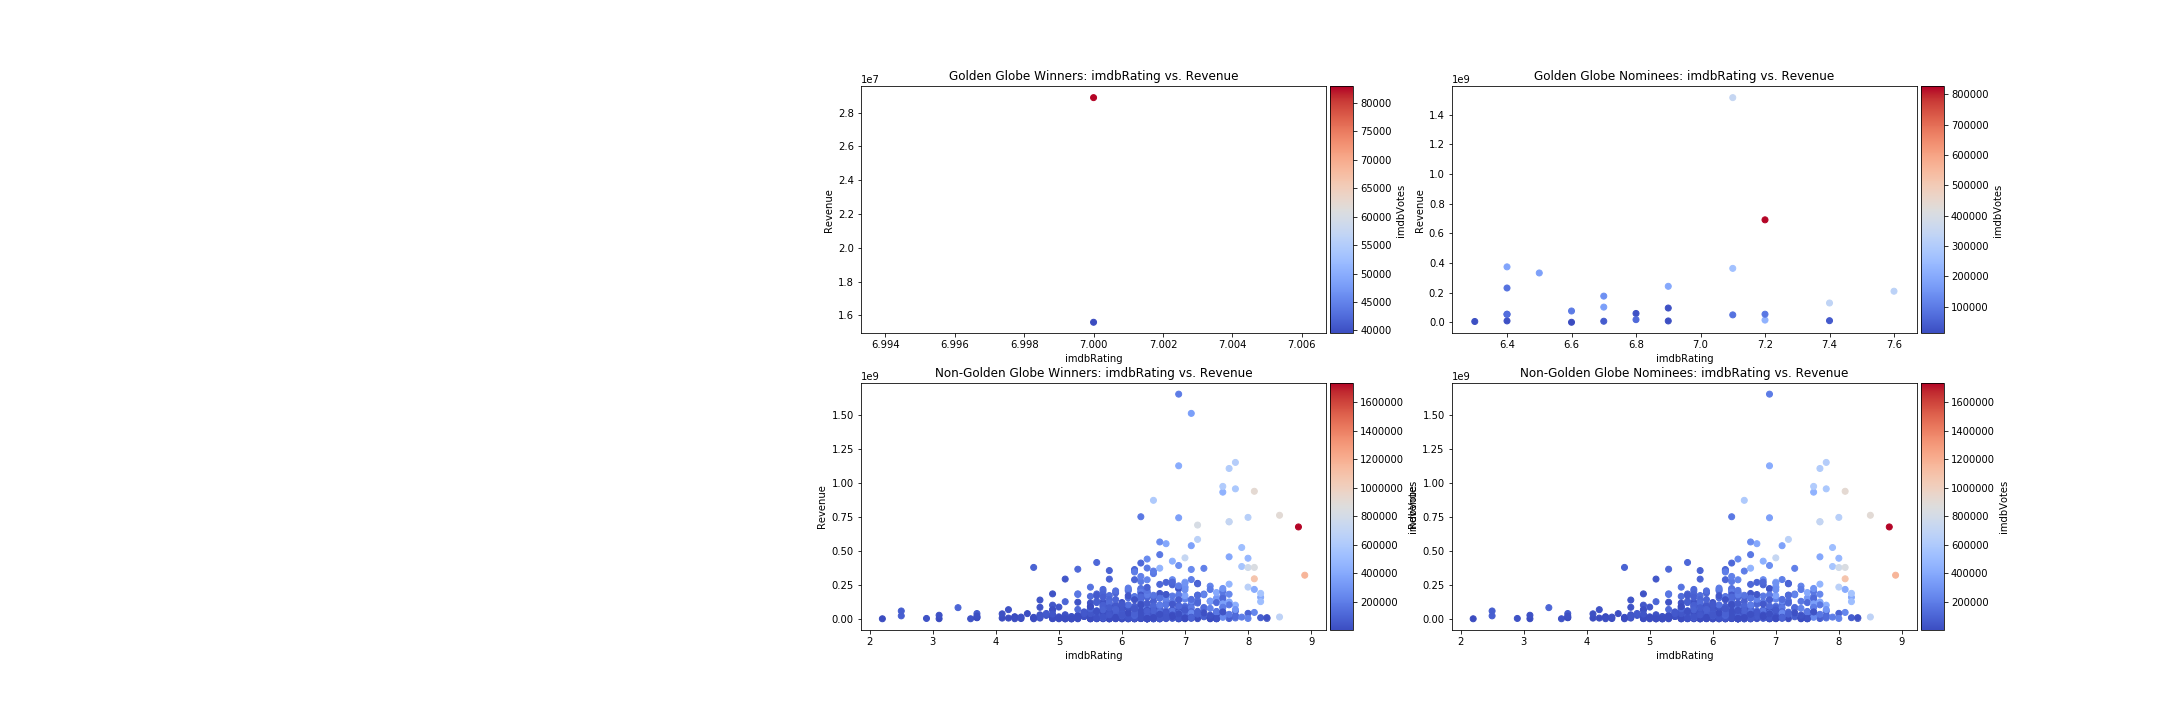 Golden Globe Winners: imdbRating vs. Revenue
1e7
2.8
2.6
2.4
2.2
2.0
1.8
1.6
Revenue
6.994 6.996 6.998 7.000 7.002 7.004 7.006
imdbRating
80000
75000
70000
65000
60000
55000
50000
45000
40000
imdbVotes
Golden Globe Nominees: imdbRating vs. Revenue
1e9
1.4
1.2
1.0
0.8
0.6
0.4
0.2
0.0
Revenue
6.4 6.6 6.8 7.0 7.2 7.4 7.6
imdbRating
800000
700000
600000
500000
400000
300000
200000
100000
imdbVotes
Non-Golden Globe Winners: imdbRating vs. Revenue
1e9
1.50
1.25
1.00
0.75
0.50
0.25
0.00
Revenue
2 3 4 5 6 7 8 9
imdbRating
1600000
1400000
1200000
1000000
800000
600000
400000
200000
imdbVotes
Non-Golden Globe Nominees: imdbRating vs. Revenue
1e9
1.50
1.25
1.00
0.75
0.50
0.25
0.00
Revenue
2 3 4 5 6 7 8 9
imdbRating
1600000
1400000
1200000
1000000
800000
600000
400000
200000
imdbVotes